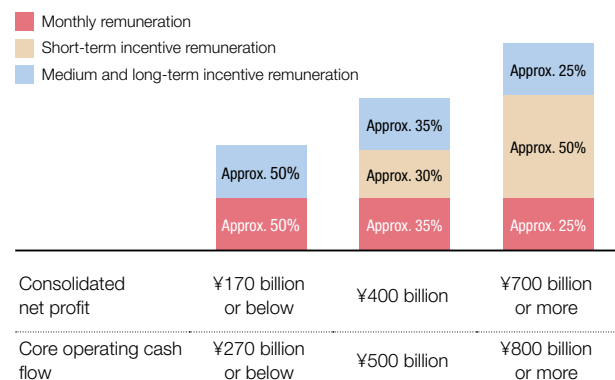 Monthly remuneration
Short-term incentive remuneration
Medium and long-term incentive remuneration
Approx. 50%
Approx. 50%
Approx. 35%
Approx. 30%
Approx. 35%
Approx. 25%
Approx. 50%
Approx. 25%
Consolidated
net profit
¥170 billion
or below
¥400 billion
¥700 billion
or more
Core operating cash
flow
¥270 billion
or below
¥500 billion
¥800 billion
or more